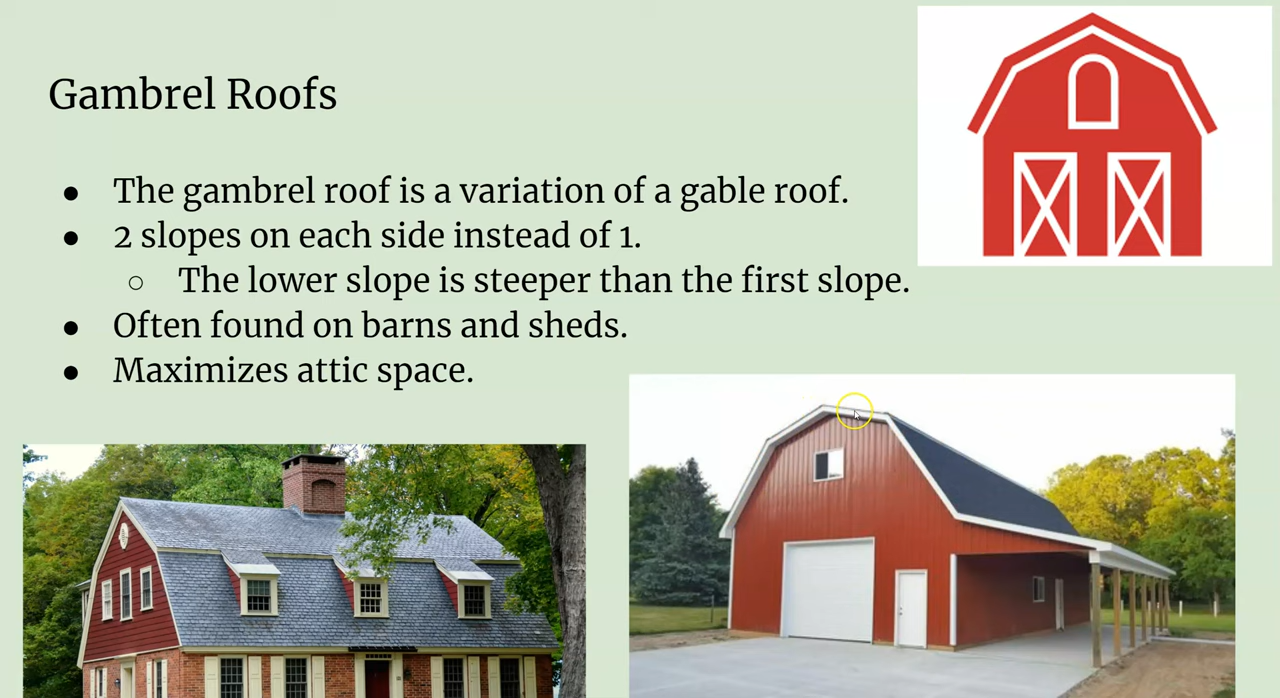 Gambrel Roofs
● The gambrel roof is a variation of a gable roof.
● 2 slopes on each side instead of 1.
○ The lower slope is steeper than the first slope.
● Often found on barns and sheds.
● Maximizes attic space.